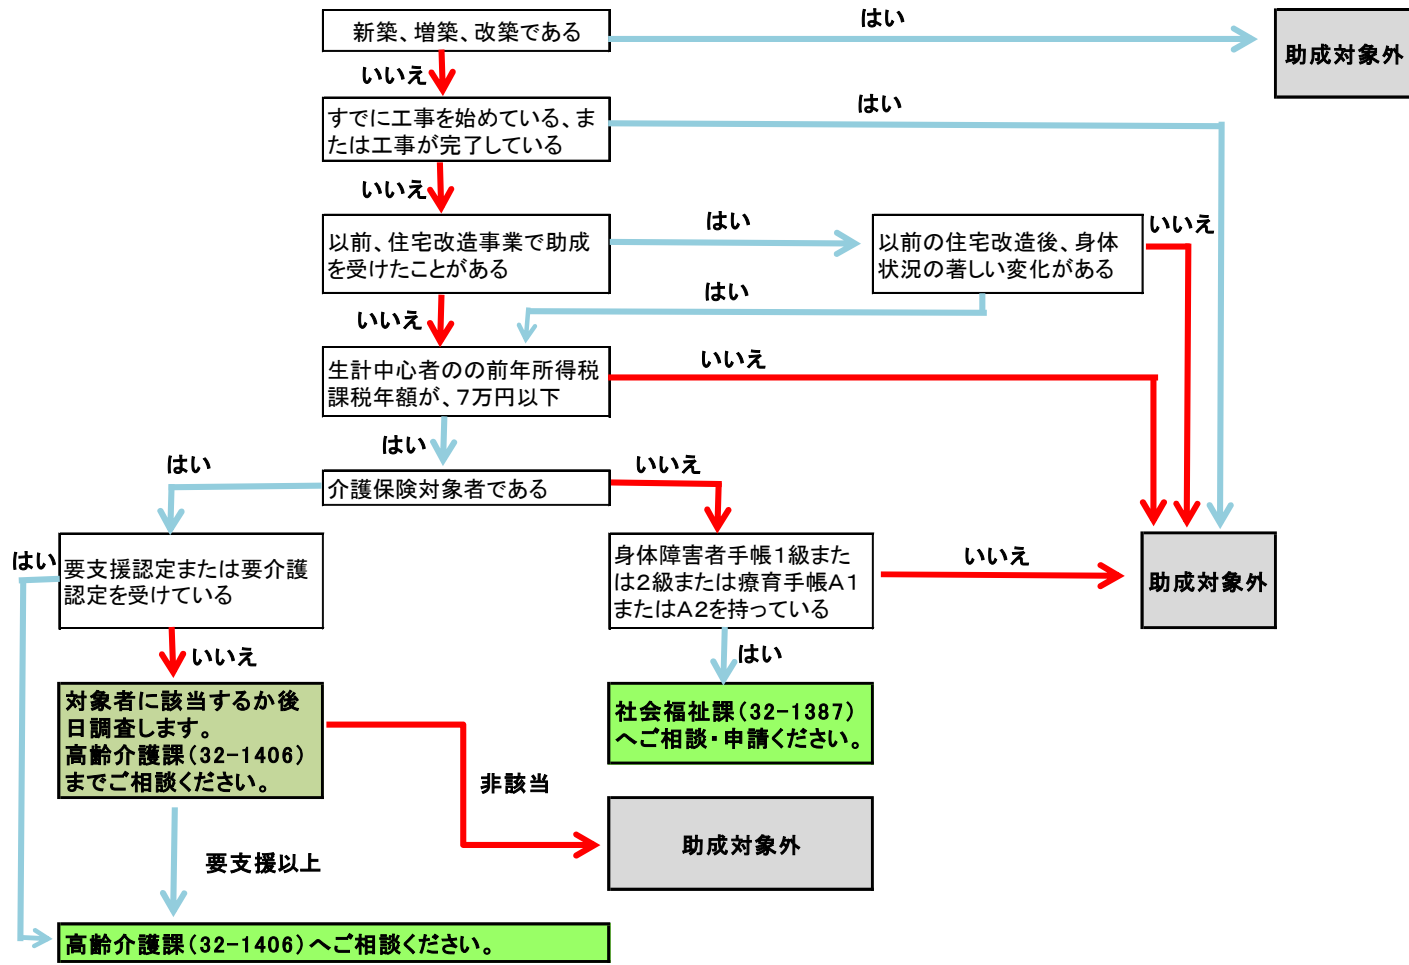 新築、増築、改築である
はい
助成対象外
いいえ
すでに工事を始めている、ま
たは工事が完了している
はい
いいえ
以前、住宅改造事業で助成
を受けたことがある
はい
以前の住宅改造後、身体
状況の著しい変化がある
いいえ
はい
いいえ
生計中心者のの前年所得税
課税年額が、7万円以下
いいえ
はい
介護保険対象者である
はい
いいえ
はい
要支援認定または要介護
認定を受けている
身体障害者手帳1級また
は2級または療育手帳A1
またはA2を持っている
いいえ
助成対象外
いいえ
はい
対象者に該当するか後
日調査します。
高齢介護課(32-1406)
までご相談ください。
社会福祉課(32-1387)
へご相談・申請ください。
非該当
助成対象外
要支援以上
高齢介護課(32-1406)へご相談ください。